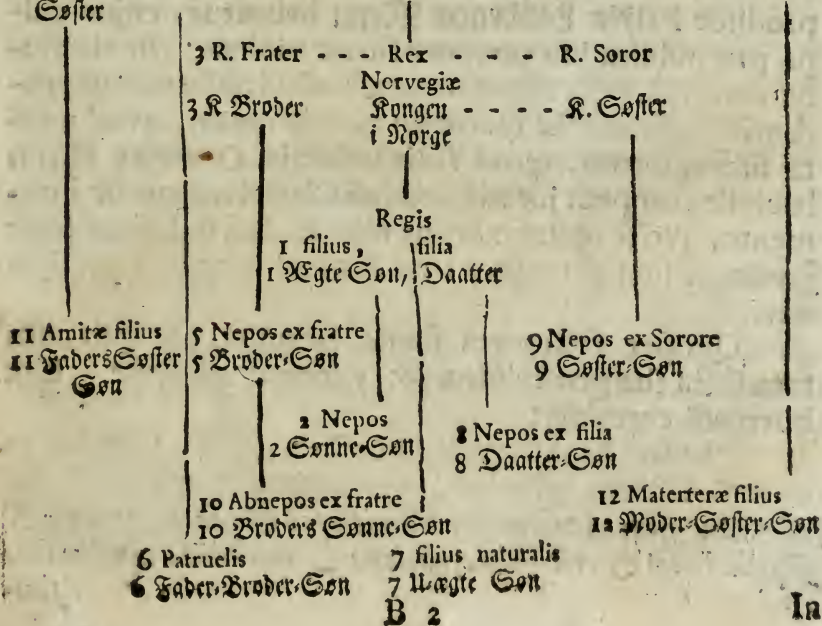 Søster
3 R. Frater - - - Rex - - - R. Soror
Norvegiæ
3 K Broder Kongen - - - - K. Søster
i Norge
Regis
1 filius, filia
1 Ægte Søn, Daatter
11 Amitæ filius 5 Nepos ex fratre 9 Nepos ex Sorore
11 Faders Søster 5 Broder-Søn 9 Søster-Søn
Søn
2 Nepos 8 Nepos ex filia
2 Sønne-Søn 8 Daatter-Søn
10 Abnepos ex fratre 12 Materteræ filius
10 Broders Sønne-Søn 12 Moder-Søster-Søn
6 Patruelis 7 filius naturalis
6 Fader-Broder-Søn 7 U-ægte Søn
B 2 In